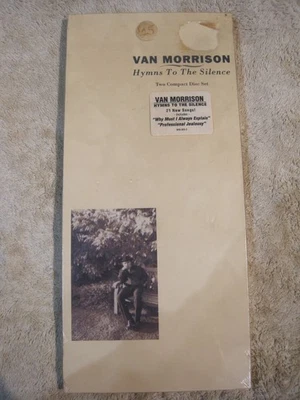 VAN MORRISON
Hymns To The Silence
Two Compact Disc Set
VAN MORRISON
HYMNS TO THE SILENCE
21 New Songs!
"Why Must I Always Explain"
"Professional Jealousy"